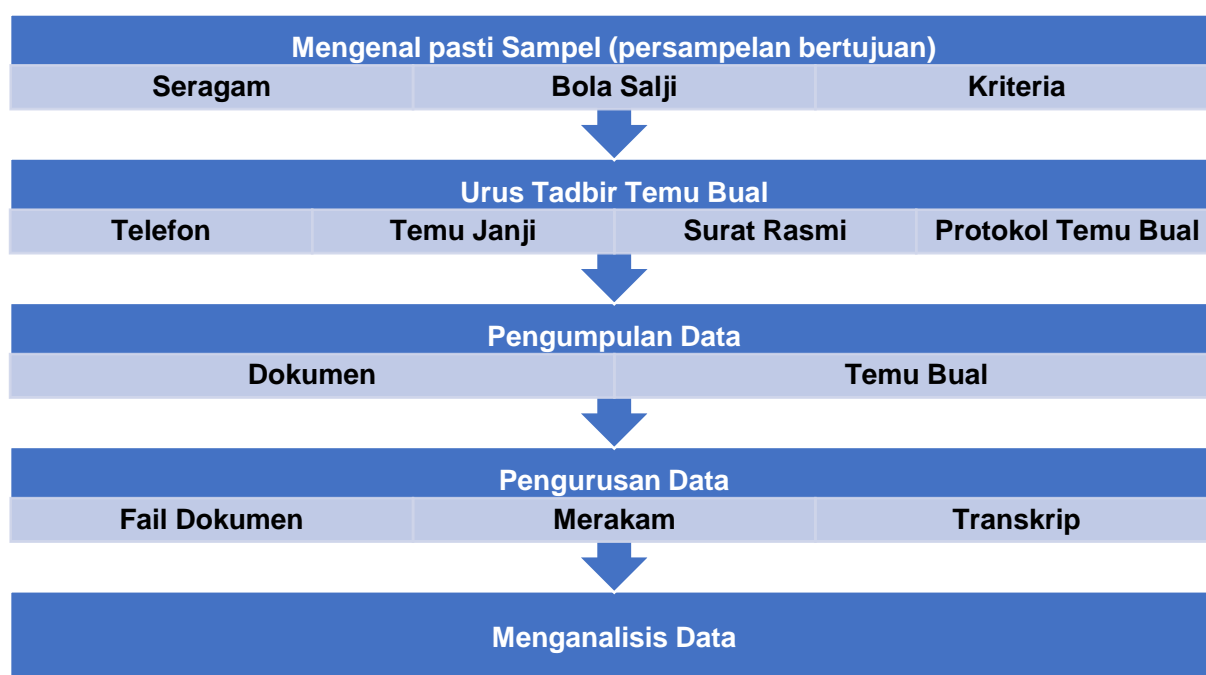 Mengenal pasti Sampel (persampelan bertujuan)
Seragam Bola Salji Kriteria
Urus Tadbir Temu Bual
Telefon Temu Janji Surat Rasmi Protokol Temu Bual
Pengumpulan Data
Dokumen Temu Bual
Pengurusan Data
Fail Dokumen Merakam Transkrip
Menganalisis Data